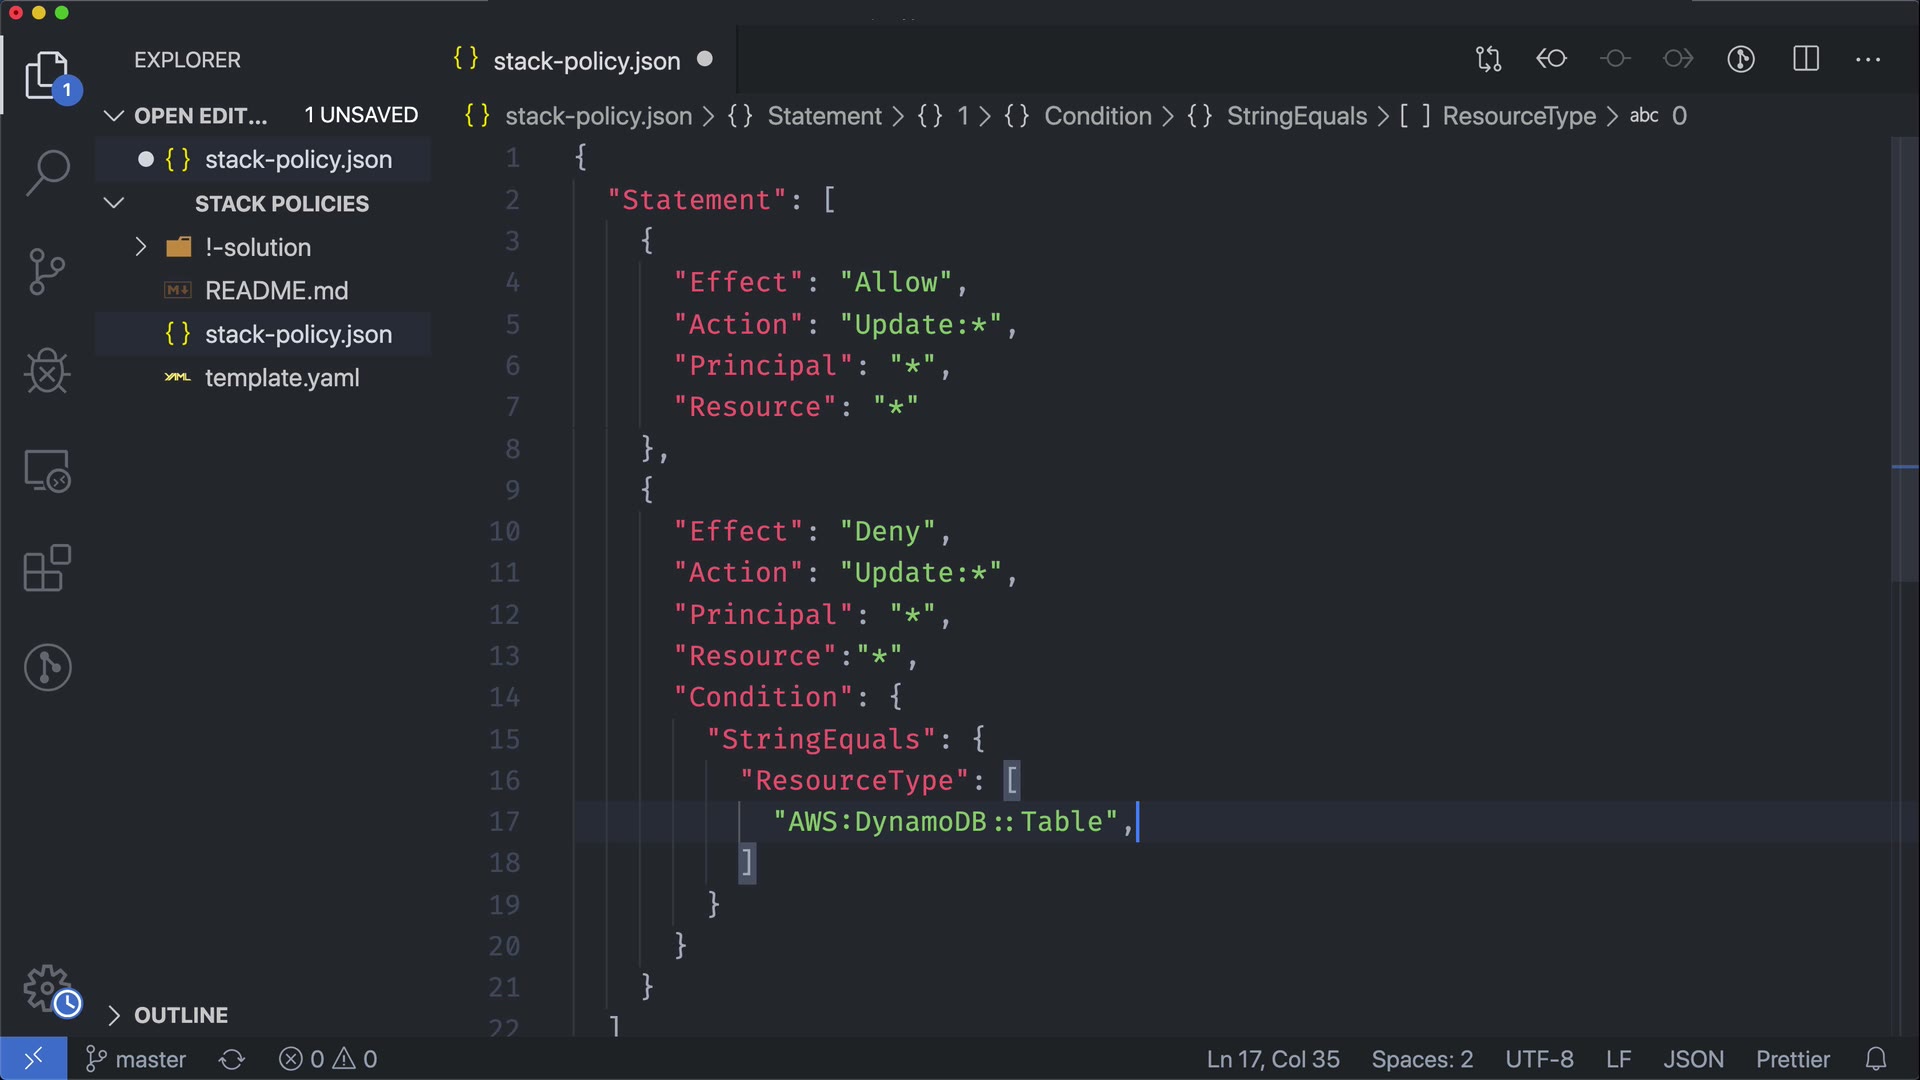 EXPLORER
1
OPEN EDIT... 1 UNSAVED
{} stack-policy.json
STACK POLICIES
!-solution
README.md
{} stack-policy.json
YAML template.yaml
OUTLINE
{} stack-policy.json
{} stack-policy.json > {} Statement > {} 1 > {} Condition > {} StringEquals > [ ] ResourceType > abc 0
1 {
2 "Statement": [
3 {
4 "Effect": "Allow",
5 "Action": "Update:*",
6 "Principal": "*",
7 "Resource": "*"
8 },
9 {
10 "Effect": "Deny",
11 "Action": "Update:*",
12 "Principal": "*",
13 "Resource":"*",
14 "Condition": {
15 "StringEquals": {
16 "ResourceType": [
17 "AWS:DynamoDB::Table",
18 ]
19 }
20 }
21 }
22 ]
master 0 0 Ln 17, Col 35 Spaces: 2 UTF-8 LF JSON Prettier